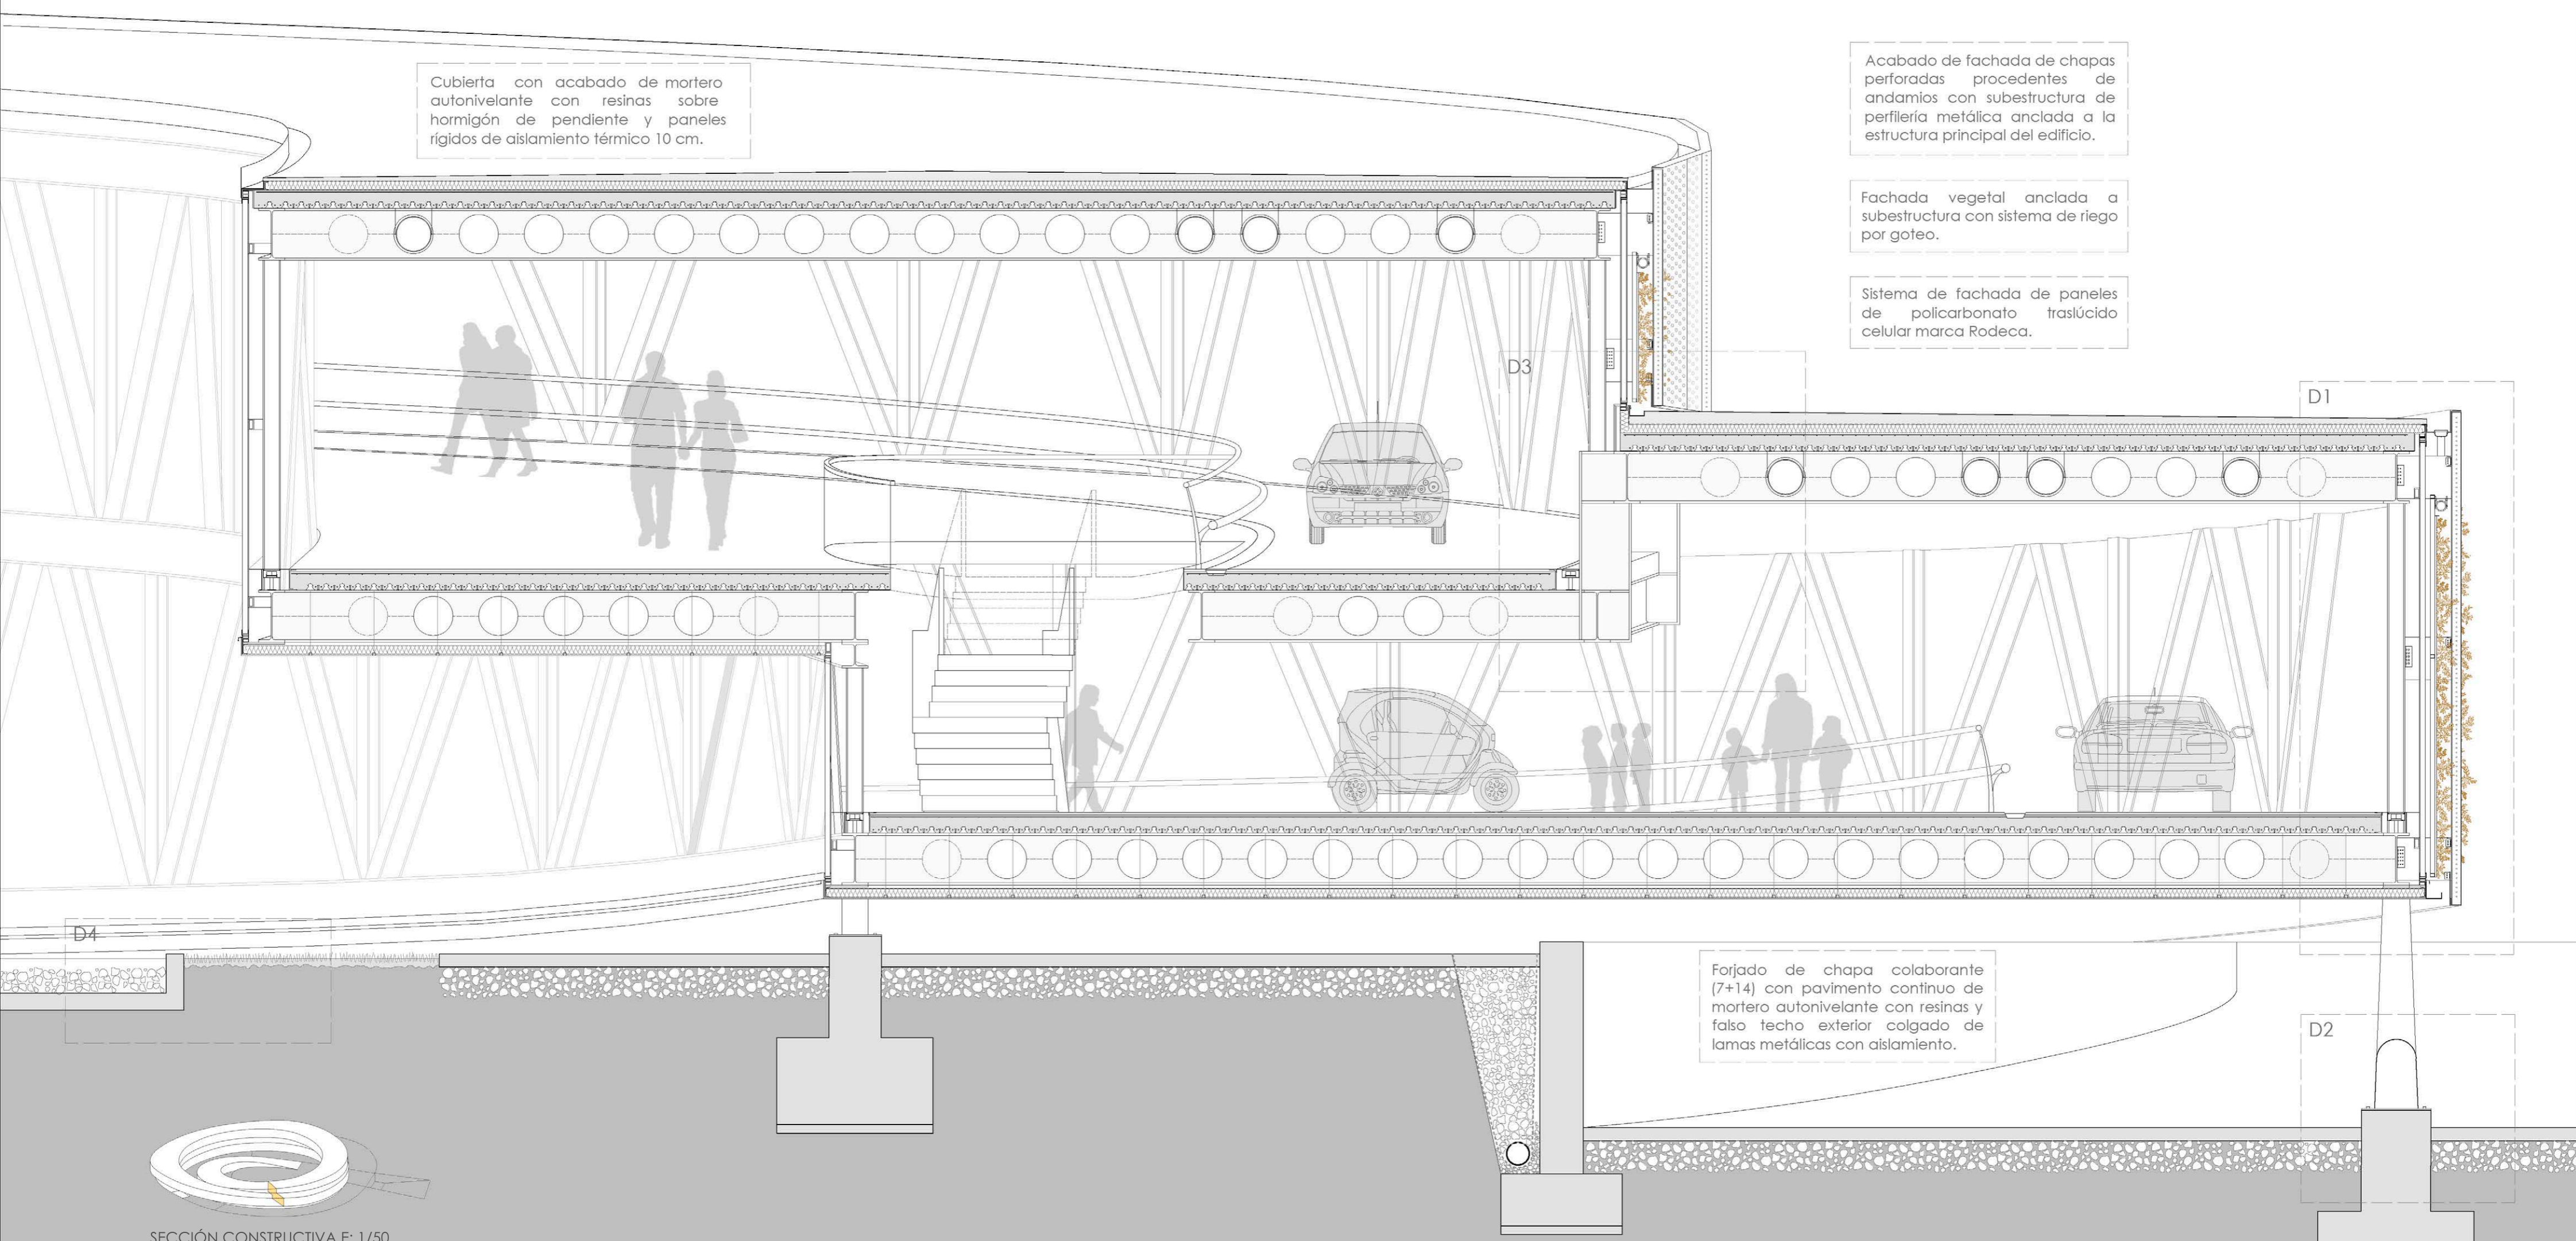 Cubierta con acabado de mortero
autonivelante con resinas sobre
hormigón de pendiente y paneles
rígidos de aislamiento térmico 10 cm.
Acabado de fachada de chapas
perforadas procedentes de
andamios con subestructura de
perfilería metálica anclada a la
estructura principal del edificio.
Fachada vegetal anclada a
subestructura con sistema de riego
por goteo.
Sistema de fachada de paneles
de policarbonato traslúcido
celular marca Rodeca.
D3
D1
D4
Forjado de chapa colaborante
(7+14) con pavimento continuo de
mortero autonivelante con resinas y
falso techo exterior colgado de
lamas metálicas con aislamiento.
D2
SECCIÓN CONSTRUCTIVA E: 1/50